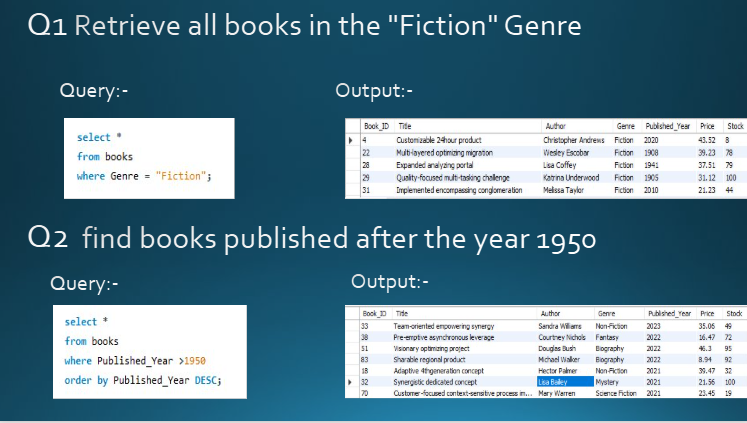 Q1 Retrieve all books in the "Fiction" Genre
Query:-
Output:-
select *
from books
where Genre = "Fiction";
Book_ID Title Author Genre Published_Year Price Stock
4 Customizable 24hour product Christopher Andrews Fiction 2020 43.52 8
22 Multi-layered optimizing migration Wesley Escobar Fiction 1908 39.23 78
28 Expanded analyzing portal Lisa Coffey Fiction 1941 37.51 79
29 Quality-focused multi-tasking challenge Katrina Underwood Fiction 1905 31.12 100
31 Implemented encompassing conglomeration Melissa Taylor Fiction 2010 21.23 44
Q2 find books published after the year 1950
Query:-
Output:-
select *
from books
where Published_Year >1950
order by Published_Year DESC;
Book_ID Title Author Genre Published_Year Price Stock
33 Team-oriented empowering synergy Sandra Williams Non-Fiction 2023 35.06 49
38 Pre-emptive asynchronous leverage Courtney Nichols Fantasy 2022 16.47 72
51 Visionary optimizing project Douglas Bush Biography 2022 46.3 95
83 Sharable regional product Michael Walker Biography 2022 8.94 92
18 Adaptive 4thgeneration concept Hector Palmer Non-Fiction 2021 39.47 32
32 Synergistic dedicated concept Lisa Bailey Mystery 2021 21.56 100
70 Customer-focused context-sensitive process im... Mary Warren Science Fiction 2021 23.45 19